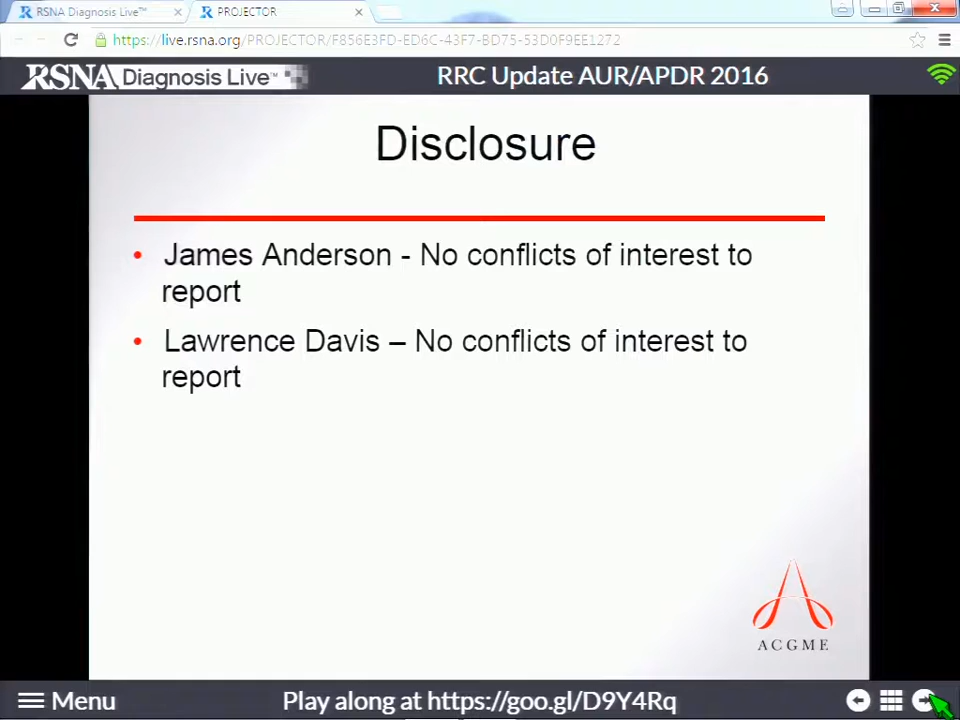 RSNA Diagnosis Live™
PROJECTOR
https://live.rsna.org/PROJECTOR/F856E3FD-ED6C-43F7-BD75-53D0F9EE1272
RSNA Diagnosis Live™
RRC Update AUR/APDR 2016
Disclosure
• James Anderson - No conflicts of interest to
report
• Lawrence Davis – No conflicts of interest to
report
ACGME
Menu
Play along at https://goo.gl/D9Y4Rq